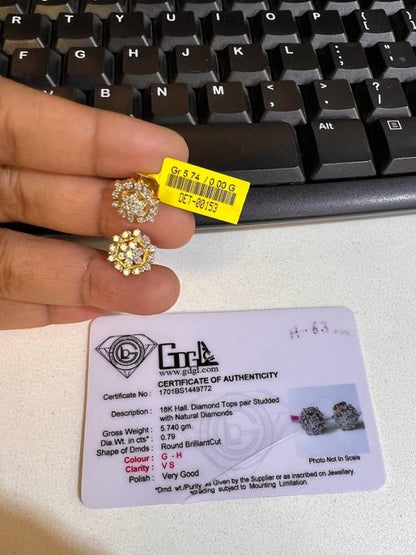 Q W E R T Y U I O P
A S D F G H J K L
B N M
Alt
Gr 5.74 / 0.00 G
DET-00153
GDGL
www.gdgl.com
CERTIFICATE OF AUTHENTICITY
Certificate No : 1701BS1449772
Description : 18K Hall. Diamond Tops pair Studded
with Natural Diamonds
Gross Weight : 5.740 gm.
Dia.Wt. in cts* : 0.79
Shape of Dmds : Round BrilliantCut
Colour : G - H
Clarity : VS
Polish : Very Good
*Dmd. wt./Purity as Given by the Supplier or as inscribed on Jewellery.
*Grading subject to Mounting Limitation.
H-63
Photo Not in Scale